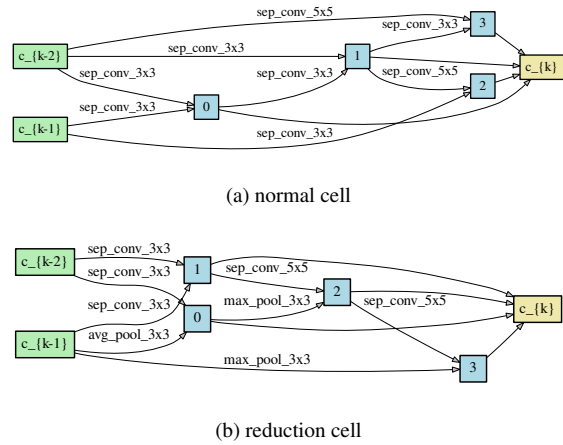 sep_conv_5x5
3
c_{k-2}
sep_conv_3x3
sep_conv_3x3
1
c_{k}
sep_conv_3x3
sep_conv_3x3
sep_conv_5x5
2
sep_conv_3x3
0
c_{k-1}
sep_conv_3x3
(a) normal cell
sep_conv_3x3
c_{k-2}
1
sep_conv_3x3
sep_conv_5x5
2
sep_conv_3x3
max_pool_3x3
sep_conv_5x5
c_{k}
0
c_{k-1}
avg_pool_3x3
max_pool_3x3
3
(b) reduction cell